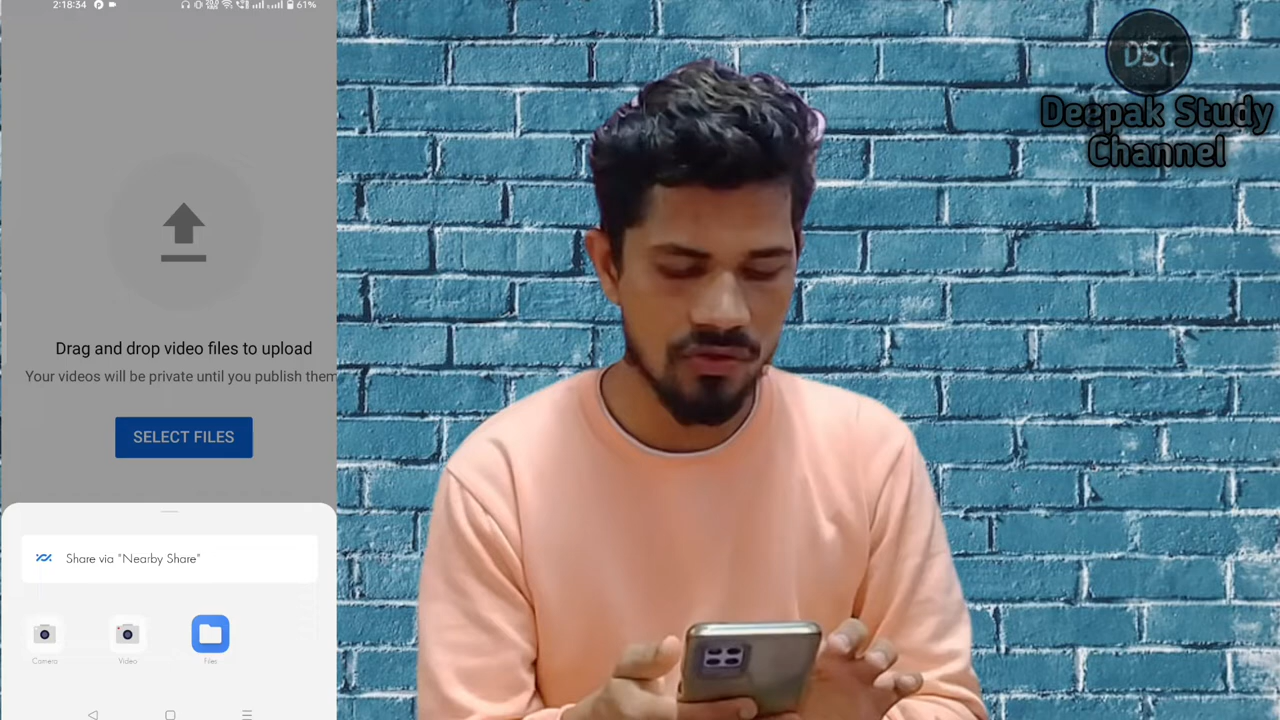 2:18:34
61%
Drag and drop video files to upload
Your videos will be private until you publish them
SELECT FILES
Share via "Nearby Share"
Camera
Video
Files
DSC
Deepak Study
Channel